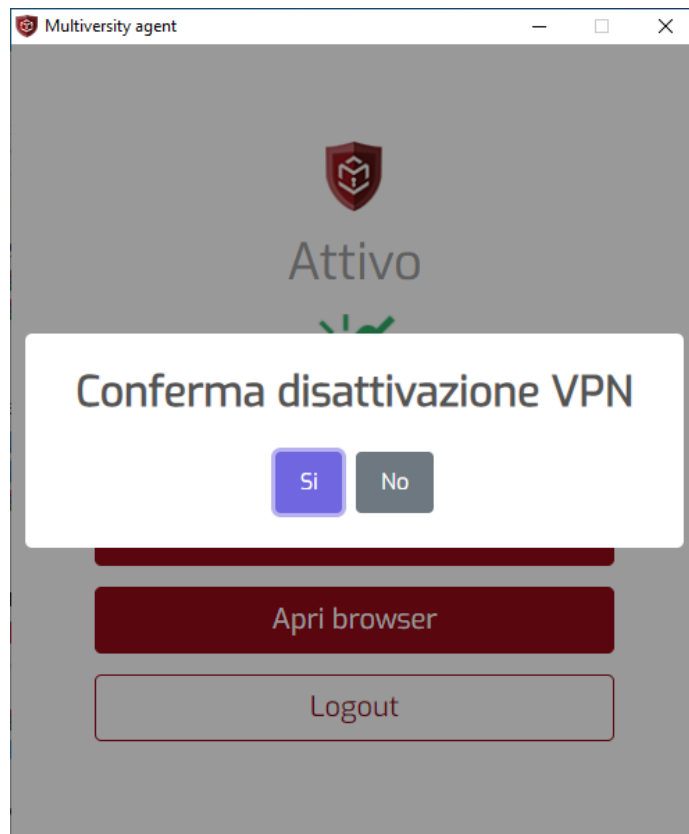 Multiversity agent
Attivo
Conferma disattivazione VPN
Si No
Apri browser
Logout